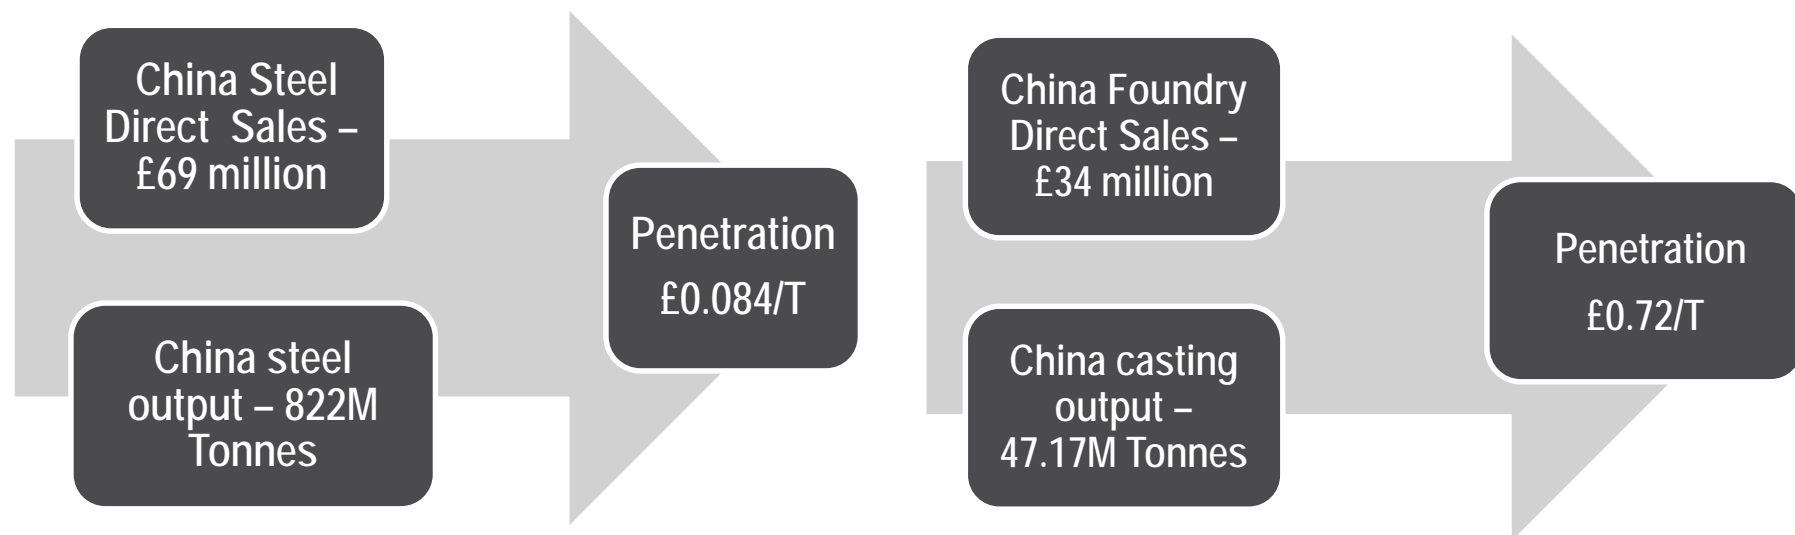 China Steel
Direct Sales –
£69 million
China steel
output – 822M
Tonnes
Penetration
£0.084/T
China Foundry
Direct Sales –
£34 million
China casting
output –
47.17M Tonnes
Penetration
£0.72/T